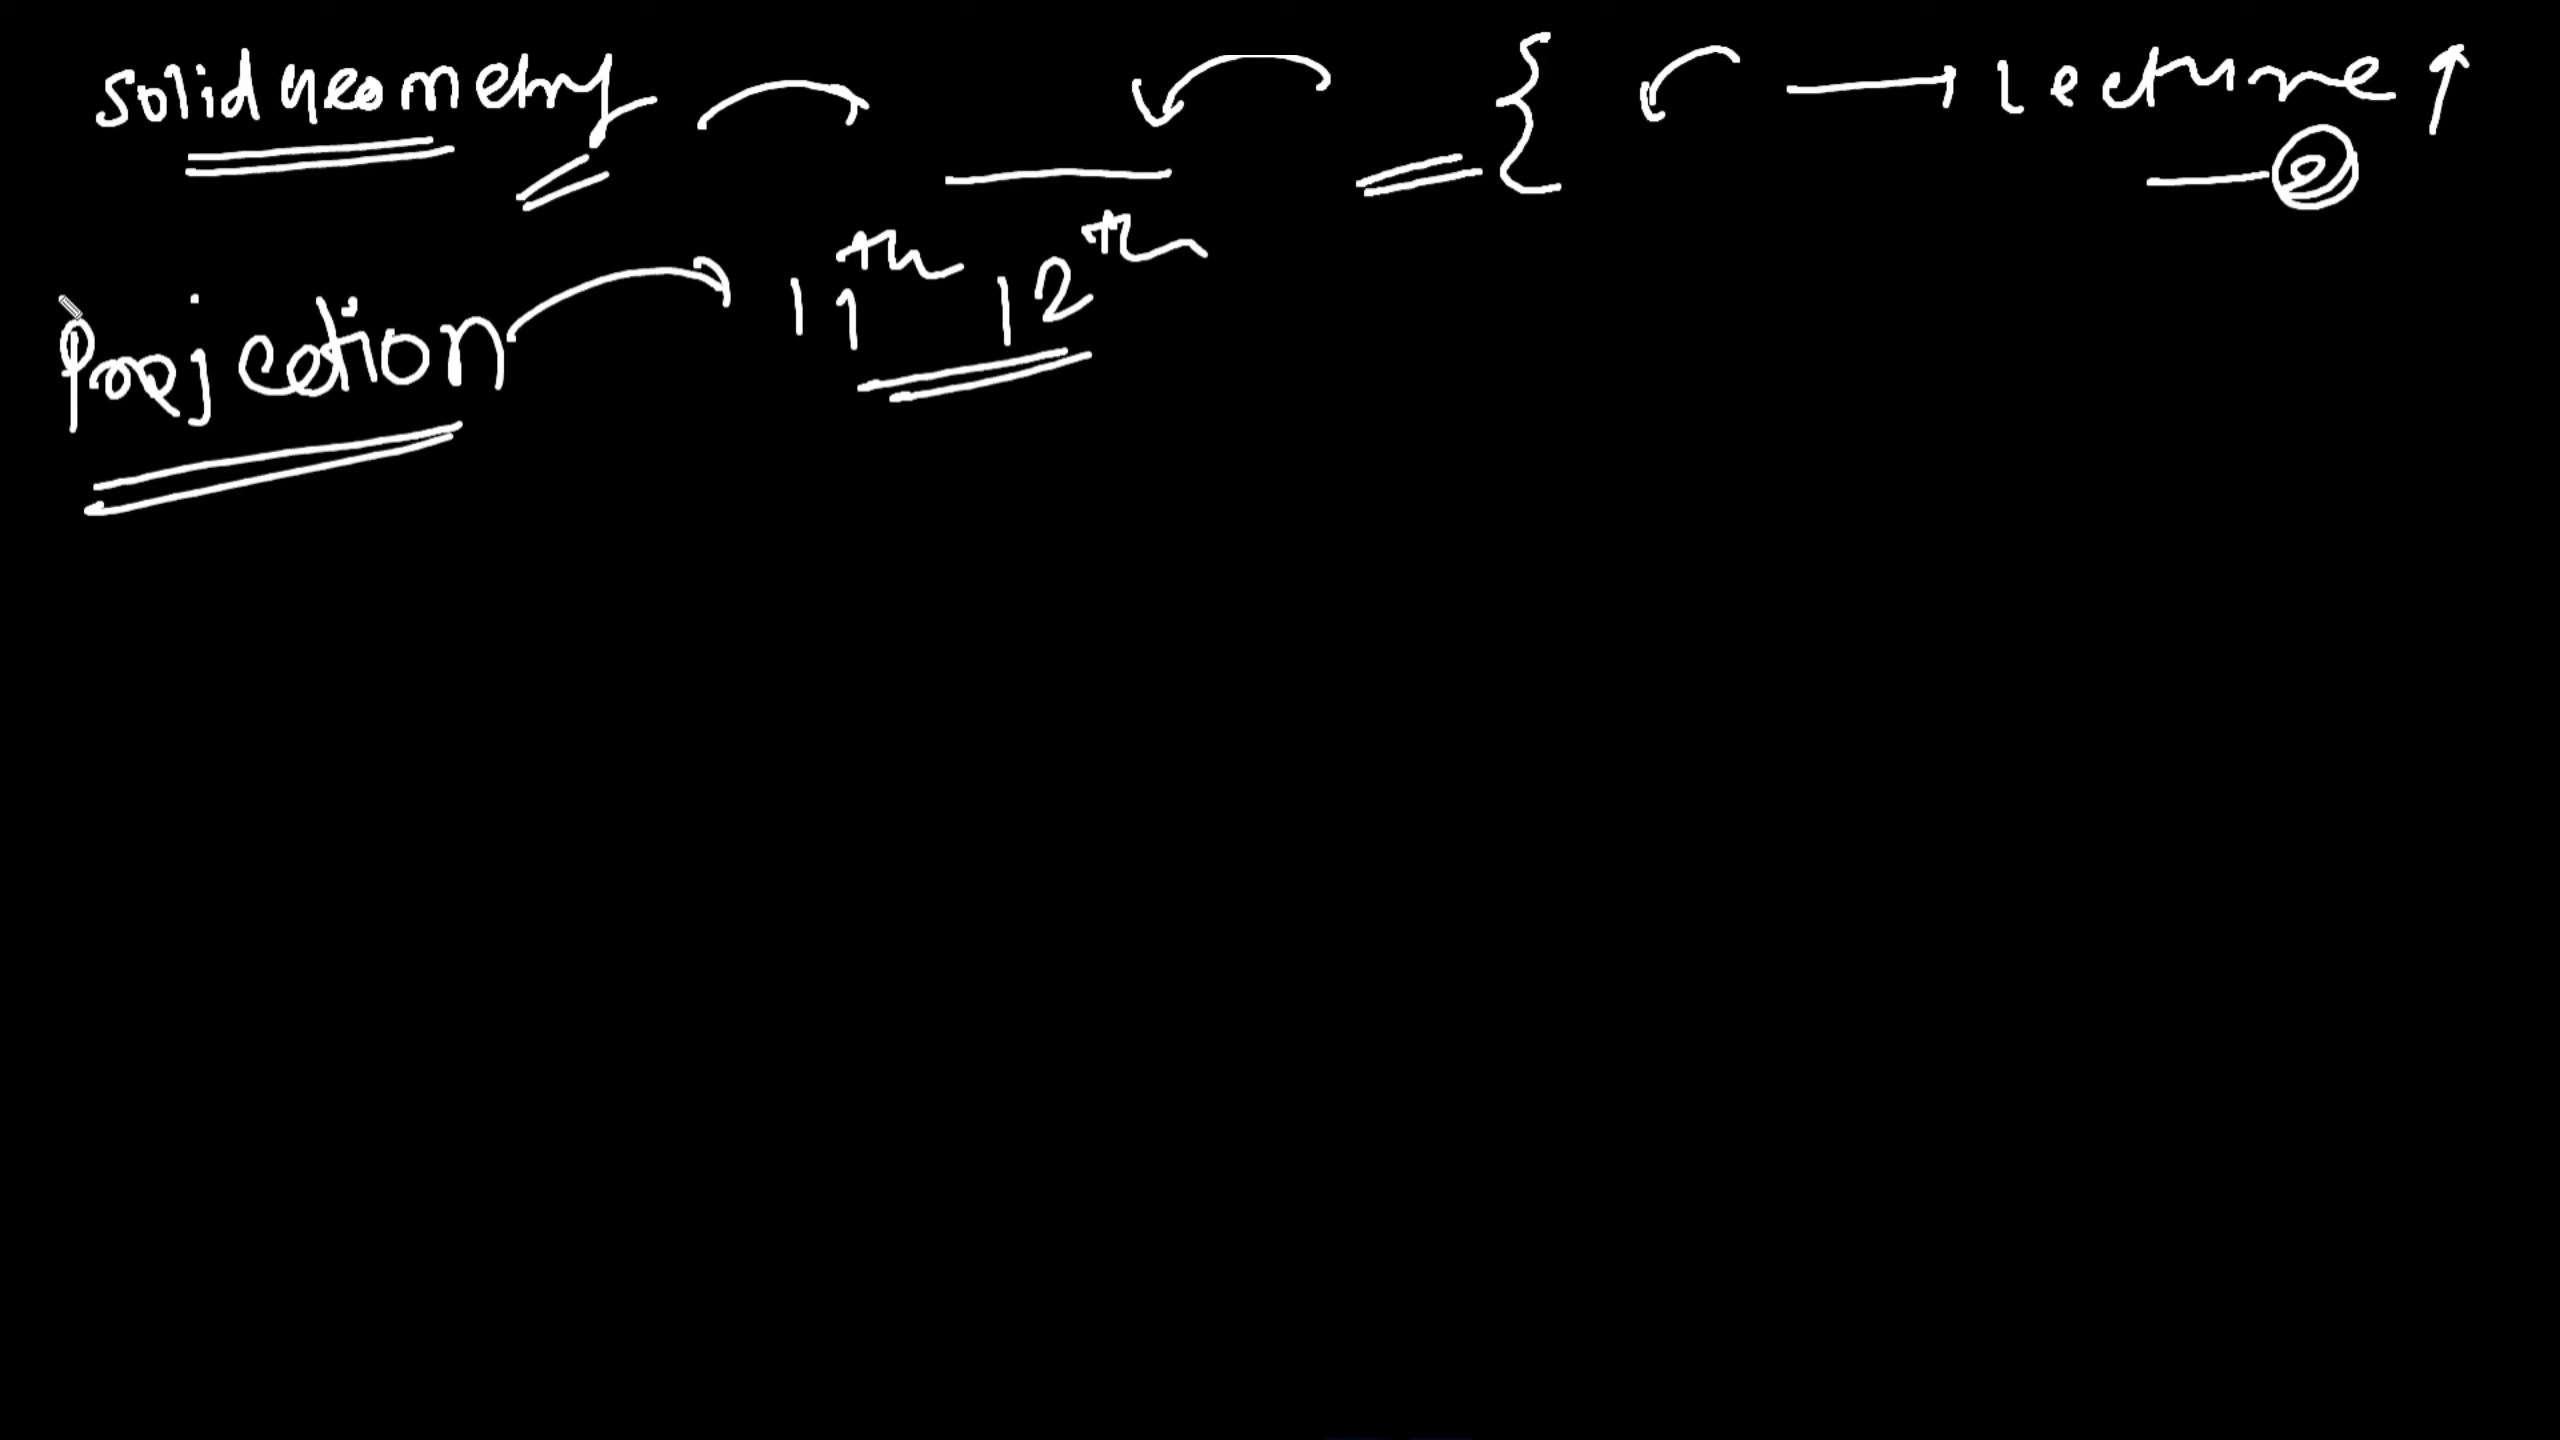 solid geometry { → lecture ↑
11th 12th
Projection